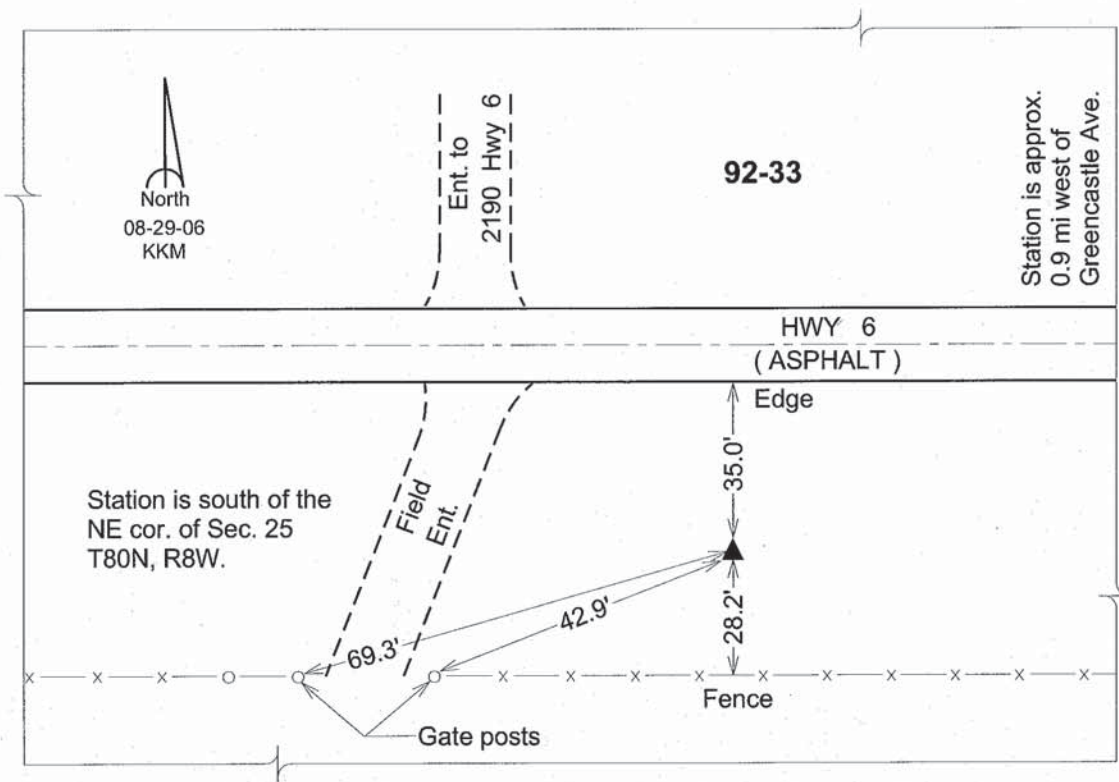 North
08-29-06
KKM
Ent. to
2190 Hwy 6
92-33
Station is approx.
0.9 mi west of
Greencastle Ave.
HWY 6
( ASPHALT )
Edge
35.0'
Station is south of the
NE cor. of Sec. 25
T80N, R8W.
Field
Ent.
28.2'
42.9'
69.3'
Fence
Gate posts